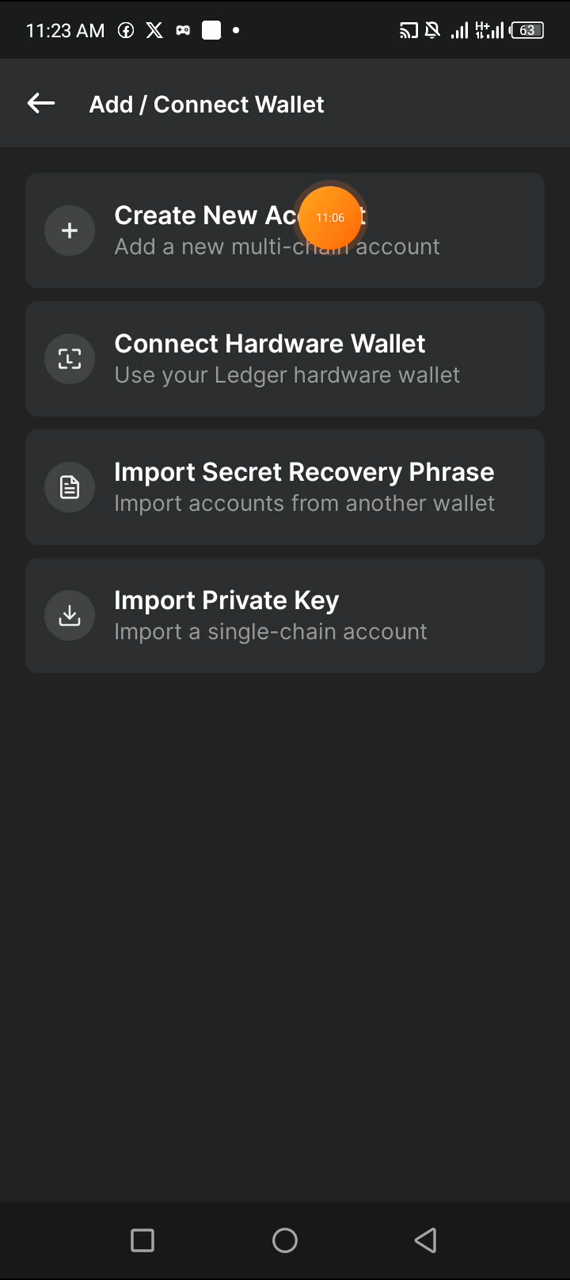 11:23 AM
63
Add / Connect Wallet
Create New Ac t
11:06
Add a new multi-chain account
Connect Hardware Wallet
Use your Ledger hardware wallet
Import Secret Recovery Phrase
Import accounts from another wallet
Import Private Key
Import a single-chain account